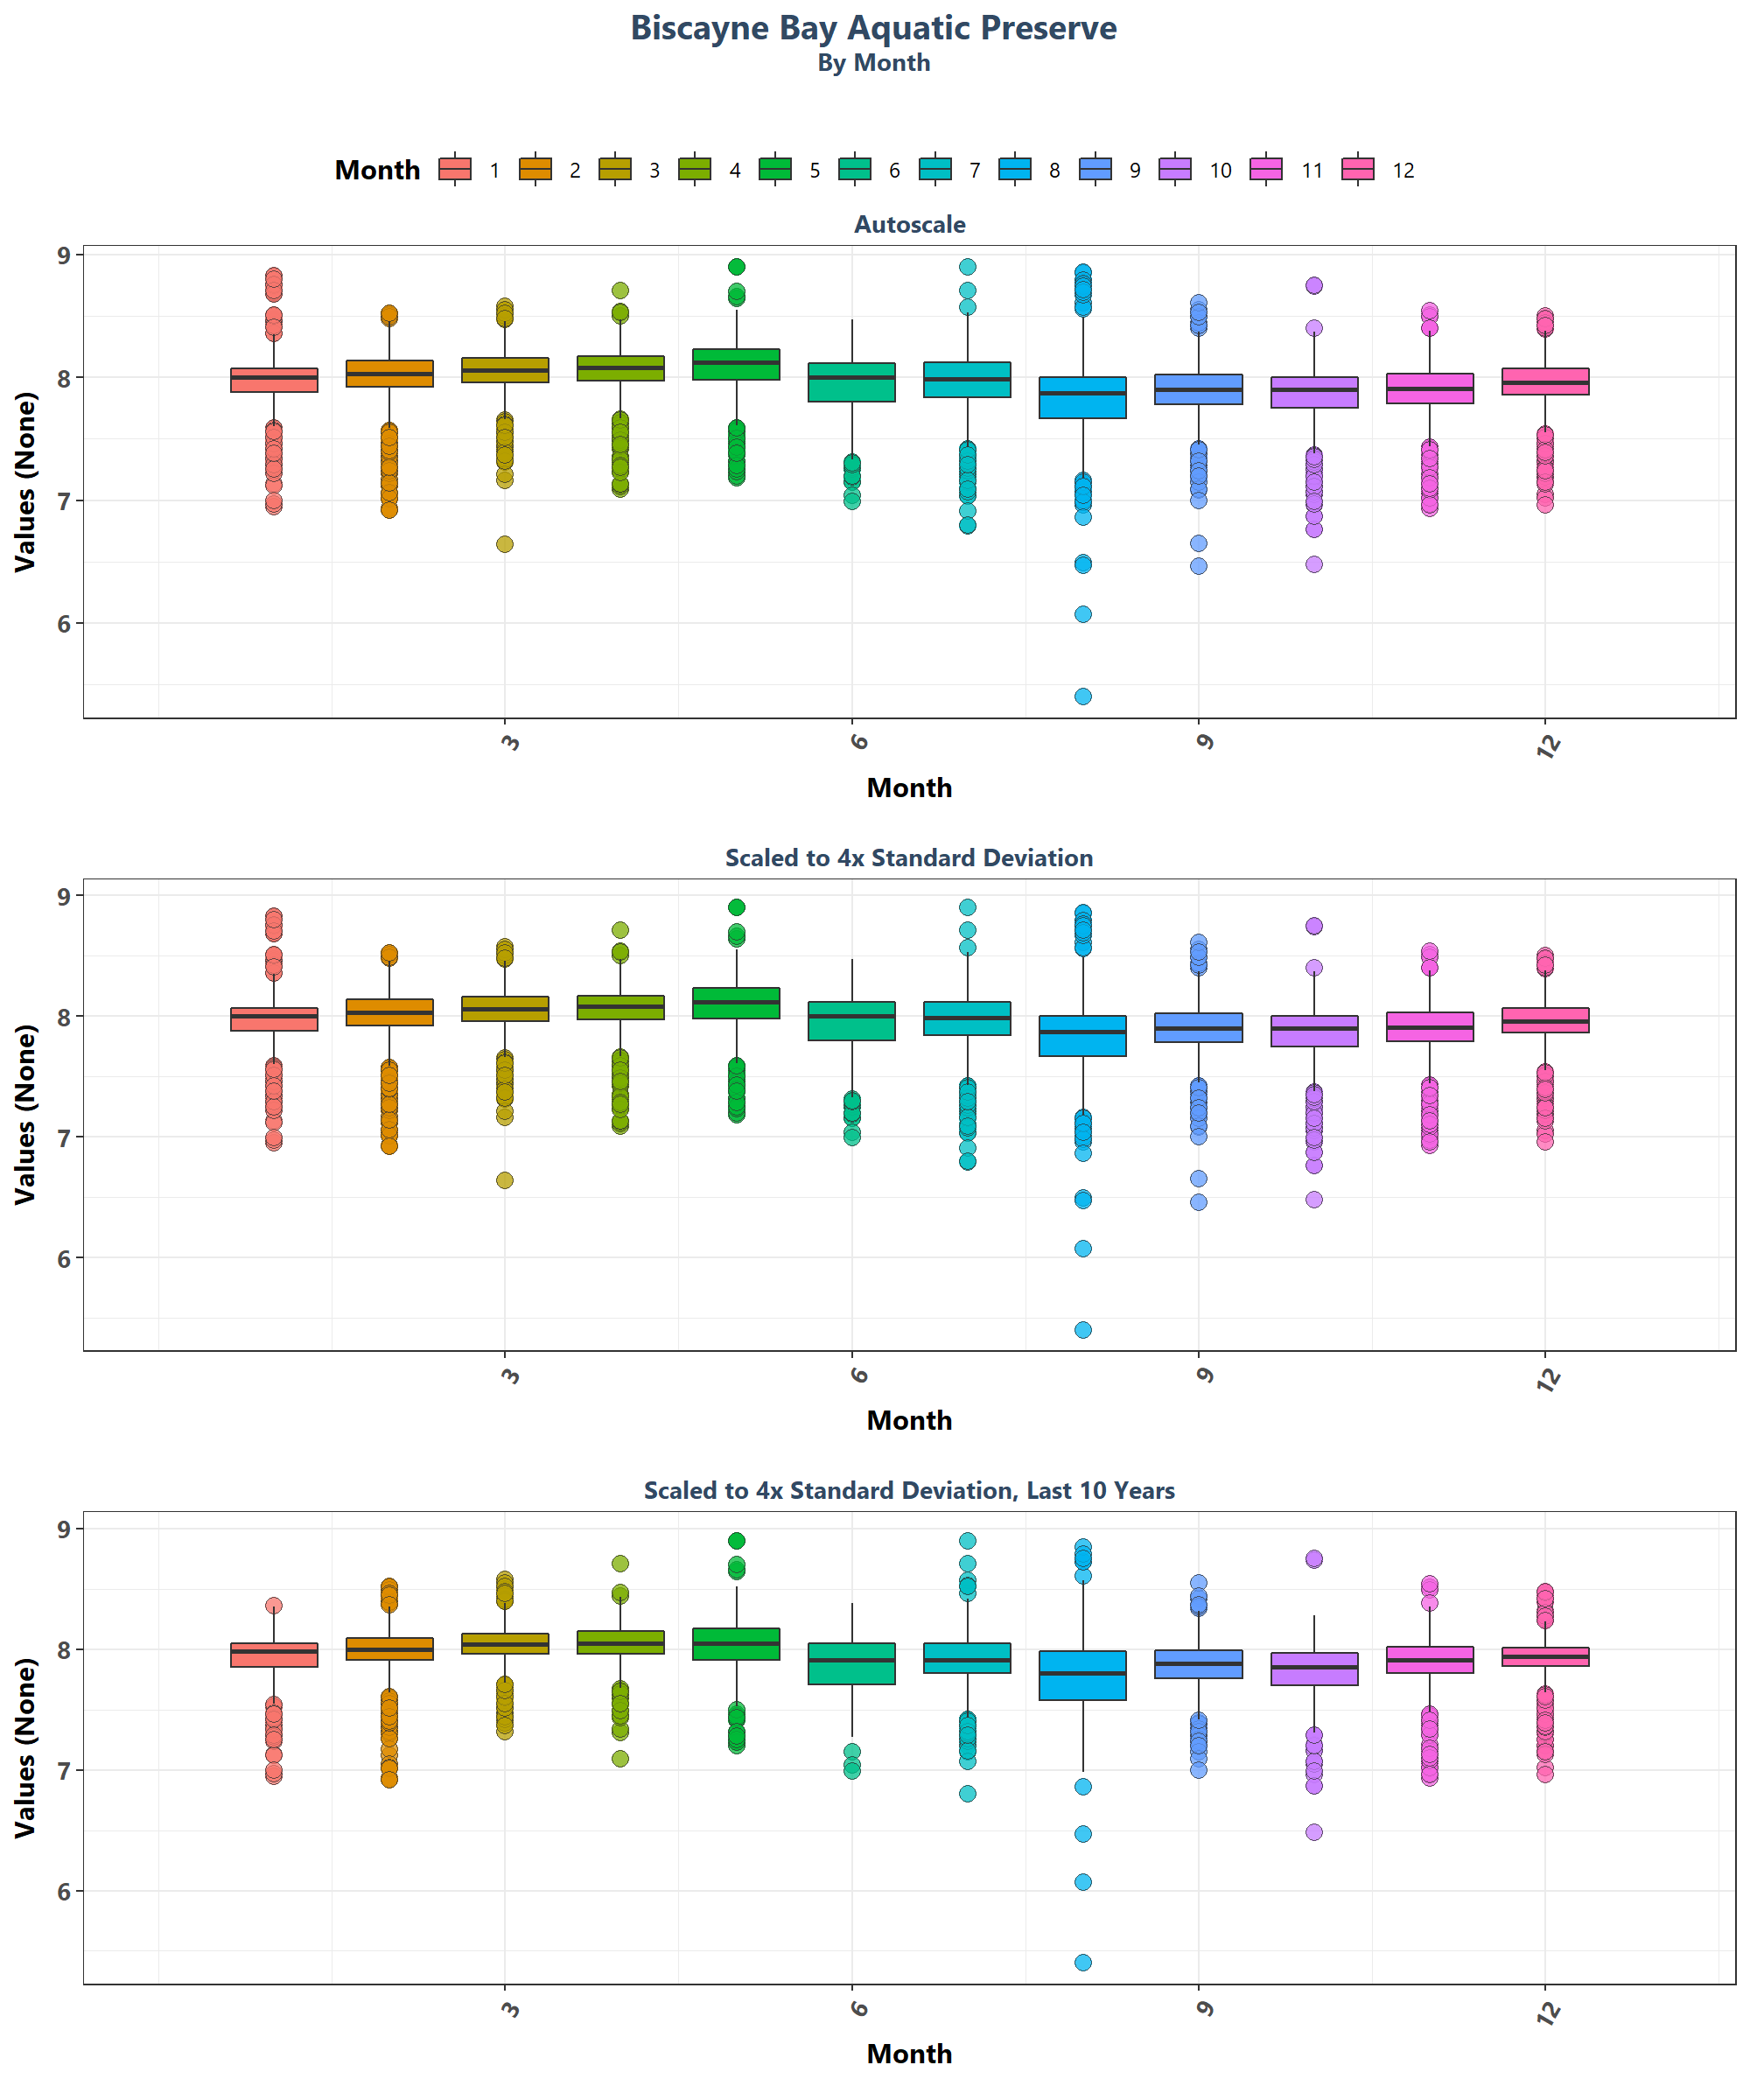 Biscayne Bay Aquatic Preserve
By Month
Month 1 2 3 4 5 6 7 8 9 10 11 12
Autoscale
Values (None)
9
8
7
6
3 6 9 12
Month
Scaled to 4x Standard Deviation
Values (None)
9
8
7
6
3 6 9 12
Month
Scaled to 4x Standard Deviation, Last 10 Years
Values (None)
9
8
7
6
3 6 9 12
Month